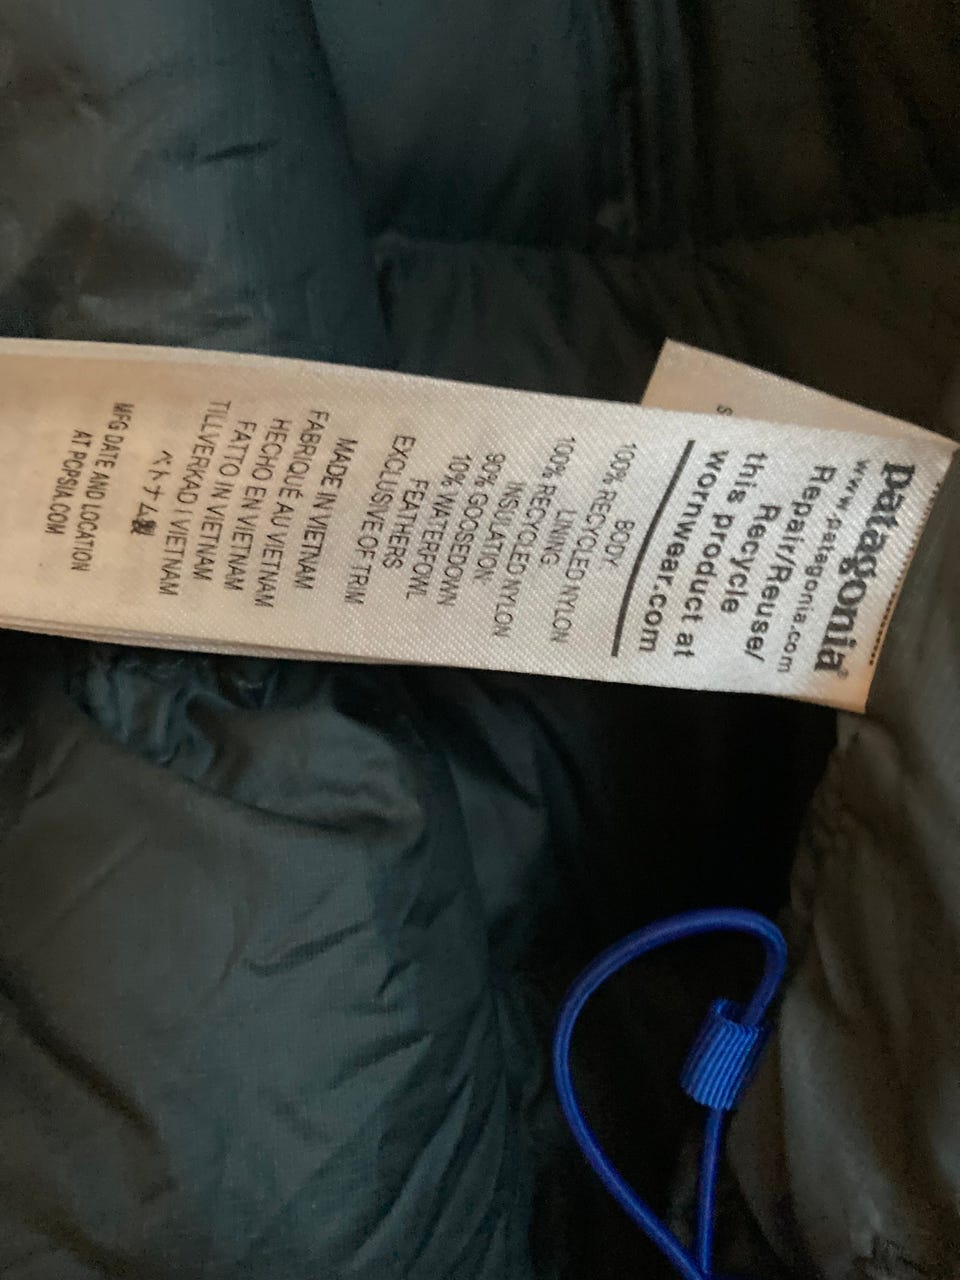 patagonia®
www.patagonia.com
Repair/Reuse/
Recycle
this product at
wornwear.com
BODY
100% RECYCLED NYLON
LINING
100% RECYCLED NYLON
INSULATION
90% GOOSEDOWN
10% WATERFOWL
FEATHERS
EXCLUSIVE OF TRIM
MADE IN VIETNAM
FABRIQUÉ AU VIETNAM
HECHO EN VIETNAM
FATTO IN VIETNAM
TILLVERKAD I VIETNAM
ベトナム製
MFG DATE AND LOCATION
AT POPSIA.COM